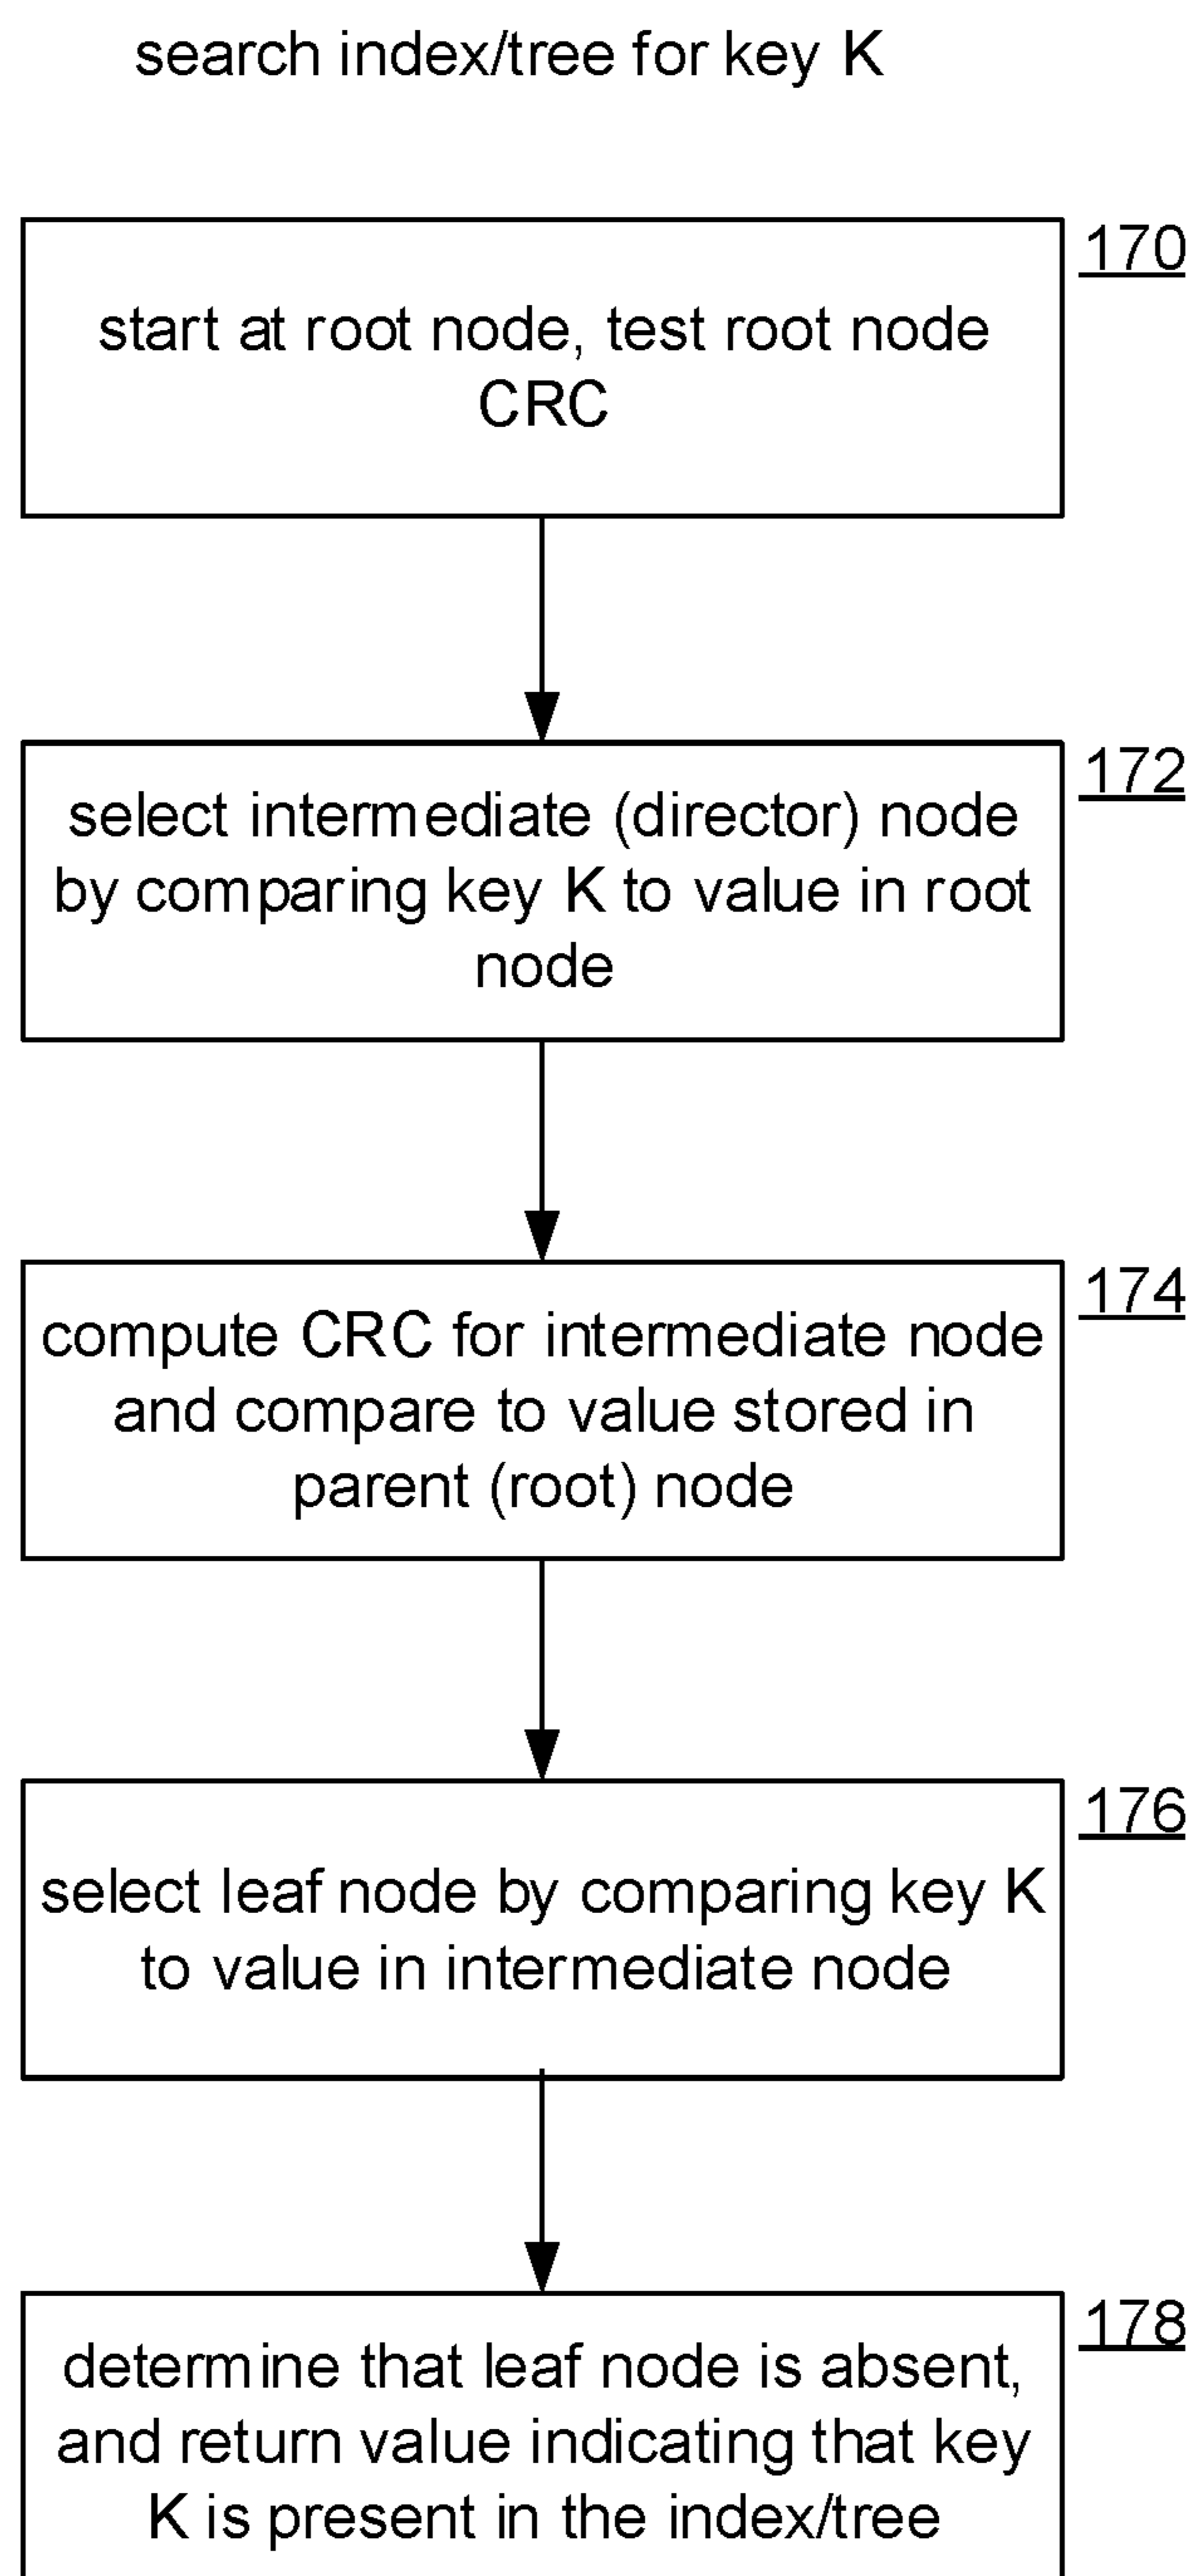 search index/tree for key K
170
start at root node, test root node
CRC
172
select intermediate (director) node
by comparing key K to value in root
node
174
compute CRC for intermediate node
and compare to value stored in
parent (root) node
176
select leaf node by comparing key K
to value in intermediate node
178
determine that leaf node is absent,
and return value indicating that key
K is present in the index/tree